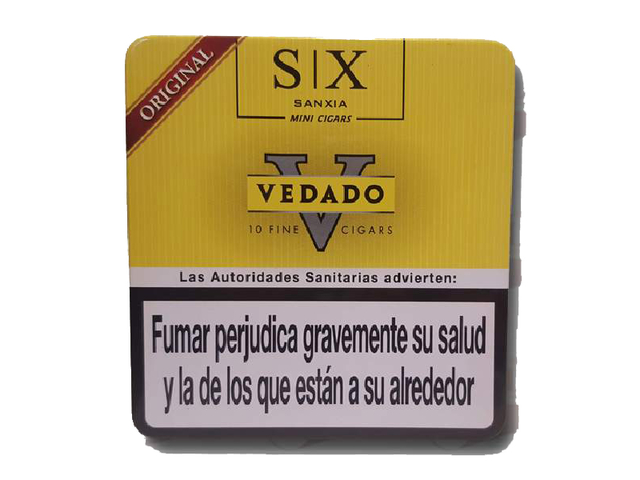 ORIGINAL
S|X
SANXIA
MINI CIGARS
V
VEDADO
10 FINE CIGARS
Las Autoridades Sanitarias advierten:
Fumar perjudica gravemente su salud
y la de los que están a su alrededor